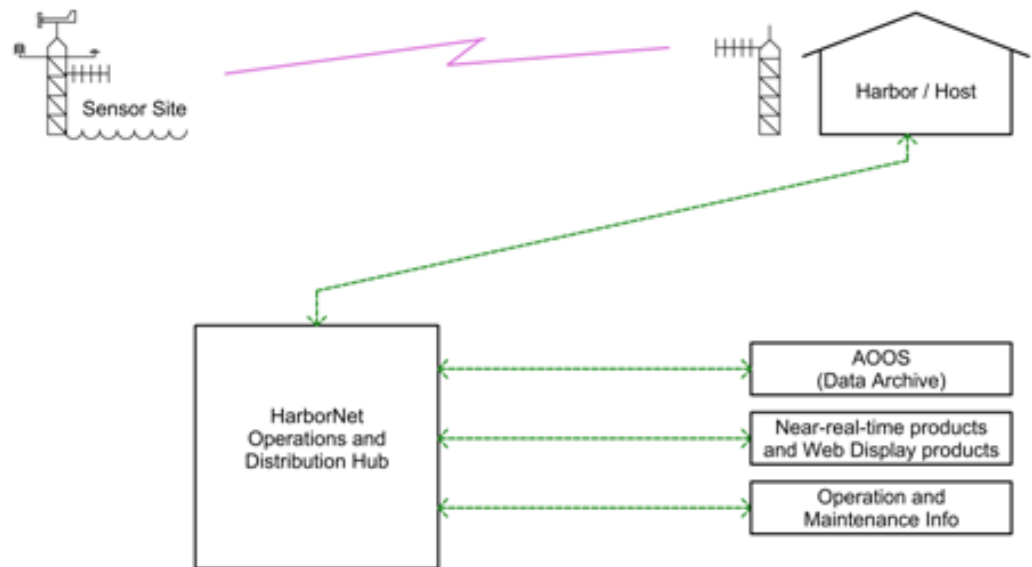 Sensor Site
Harbor / Host
HarborNet
Operations and
Distribution Hub
AOOS
(Data Archive)
Near-real-time products
and Web Display products
Operation and
Maintenance Info